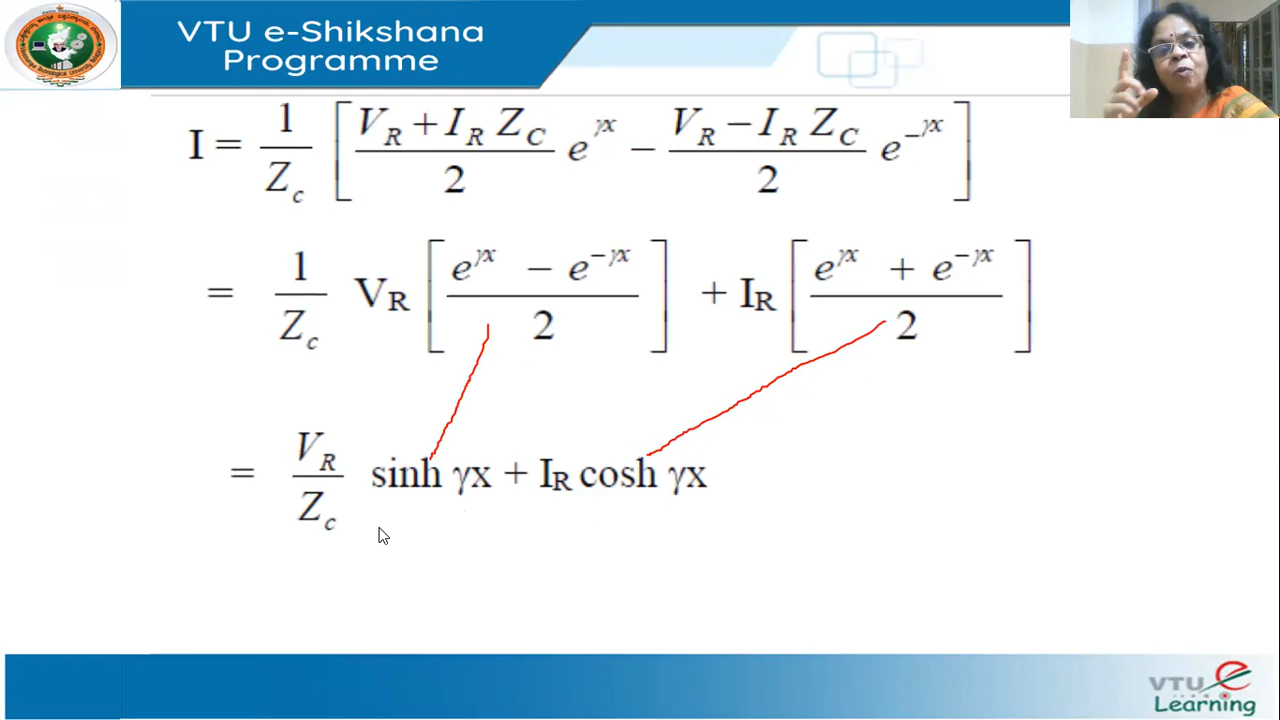 VTU e-Shikshana
Programme
I = 1/Z_c [ (V_R + I_R Z_C)/2 e^{γx} − (V_R − I_R Z_C)/2 e^{−γx} ]
= 1/Z_c V_R [ (e^{γx} − e^{−γx})/2 ] + I_R [ (e^{γx} + e^{−γx})/2 ]
= V_R/Z_c sinh γx + I_R cosh γx
VTU e
Learning